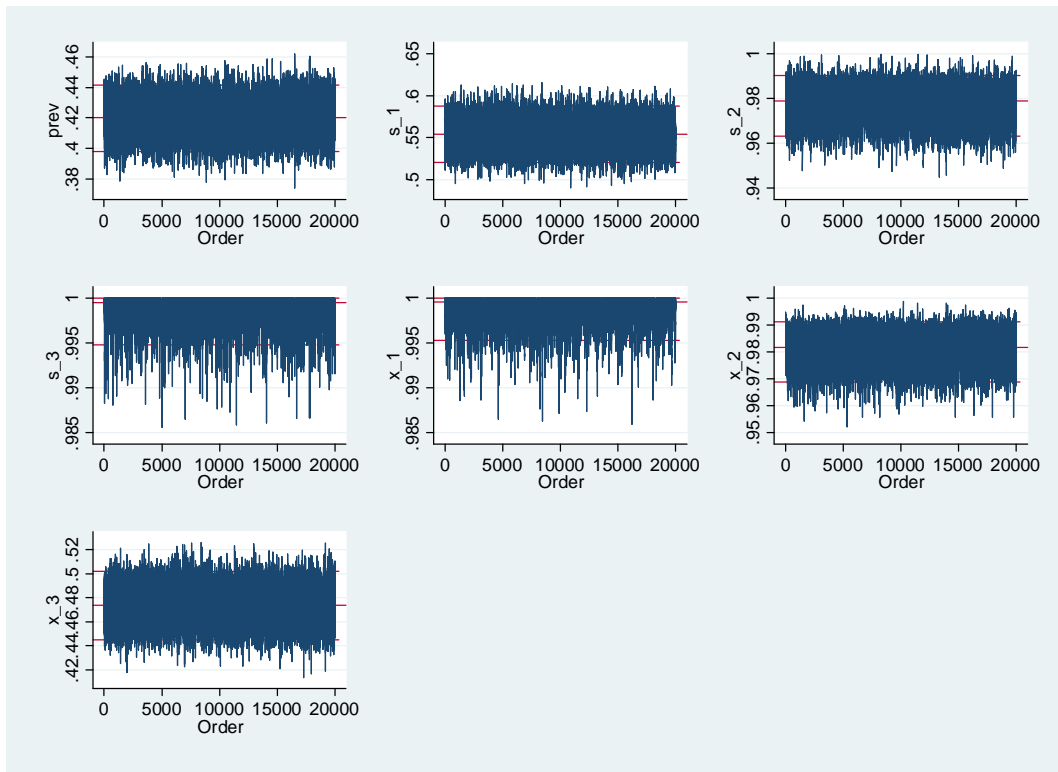 prev
.38 .4 .42 .44 .46
0 5000 10000 15000 20000
Order
s_1
.5 .55 .6 .65
0 5000 10000 15000 20000
Order
s_2
.94 .96 .98 1
0 5000 10000 15000 20000
Order
s_3
.985 .99 .995 1
0 5000 10000 15000 20000
Order
x_1
.985 .99 .995 1
0 5000 10000 15000 20000
Order
x_2
.95 .96 .97 .98 .99 1
0 5000 10000 15000 20000
Order
x_3
.42 .44 .46 .48 .5 .52
0 5000 10000 15000 20000
Order